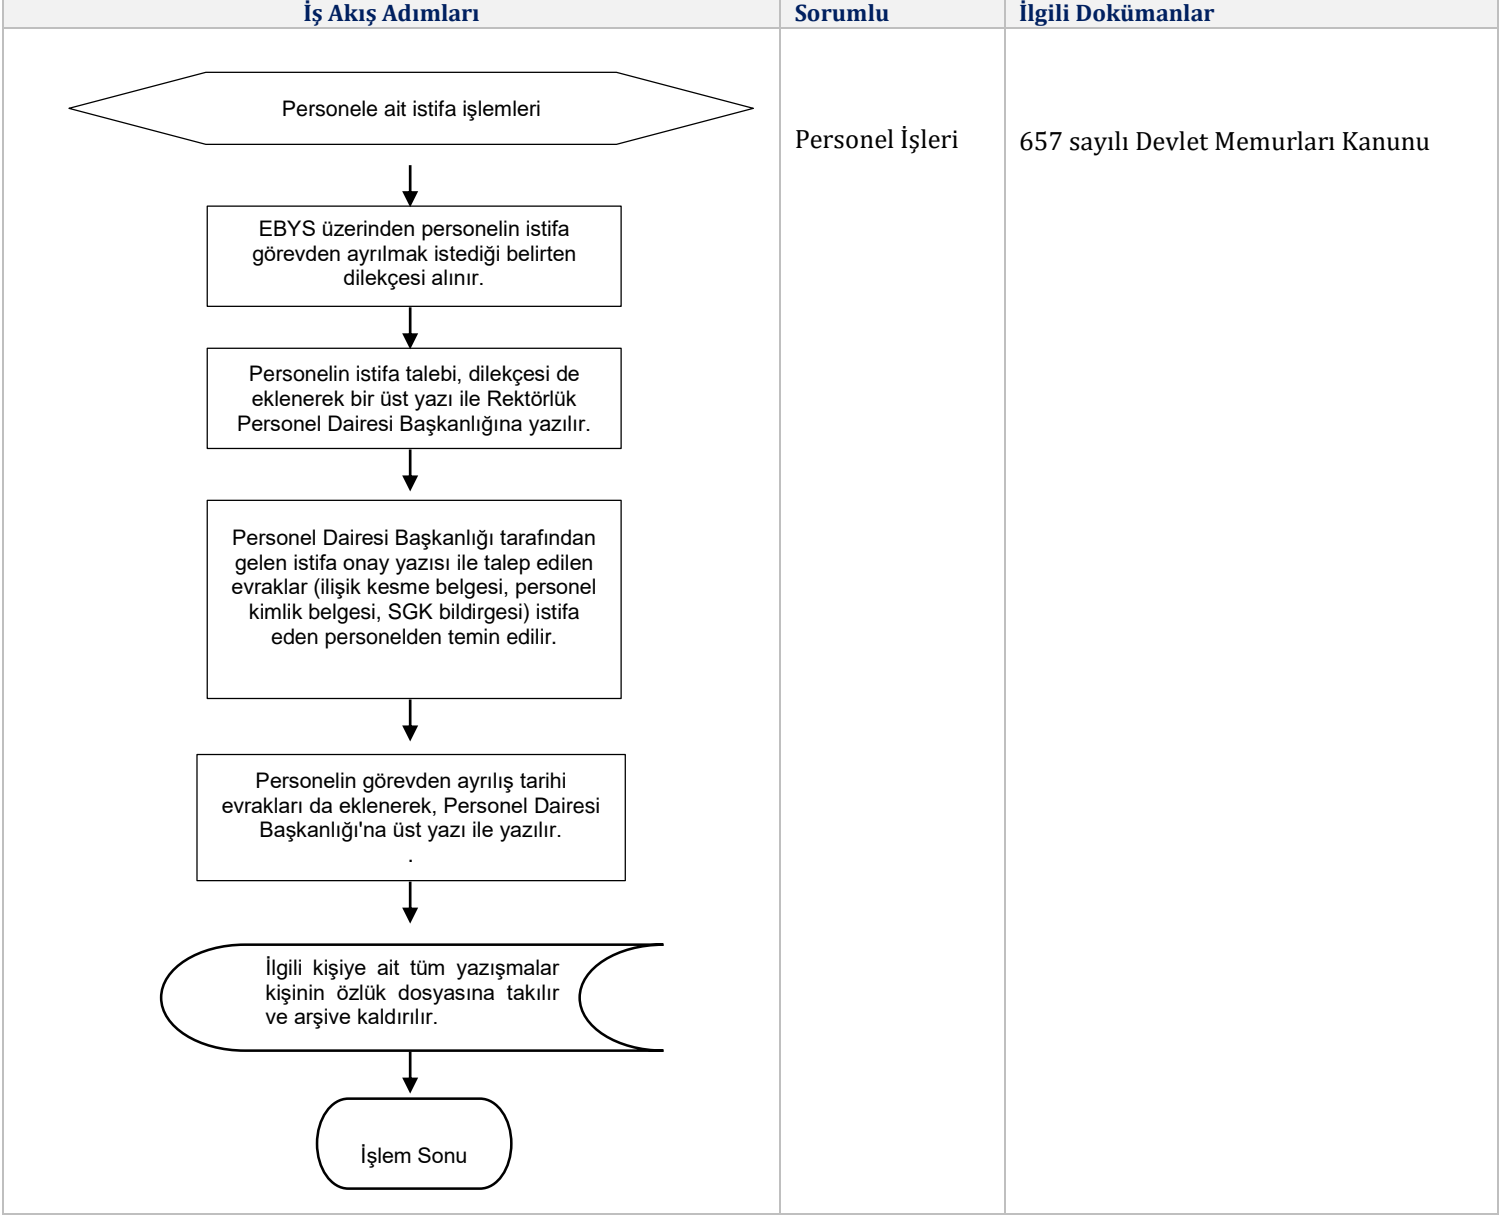 İş Akış Adımları
Sorumlu
İlgili Dokümanlar
Personele ait istifa işlemleri
Personel İşleri
657 sayılı Devlet Memurları Kanunu
EBYS üzerinden personelin istifa
görevden ayrılmak istediği belirten
dilekçesi alınır.
Personelin istifa talebi, dilekçesi de
eklenerek bir üst yazı ile Rektörlük
Personel Dairesi Başkanlığına yazılır.
Personel Dairesi Başkanlığı tarafından
gelen istifa onay yazısı ile talep edilen
evraklar (ilişik kesme belgesi, personel
kimlik belgesi, SGK bildirgesi) istifa
eden personelden temin edilir.
Personelin görevden ayrılış tarihi
evrakları da eklenerek, Personel Dairesi
Başkanlığı'na üst yazı ile yazılır.
.
İlgili kişiye ait tüm yazışmalar
kişinin özlük dosyasına takılır
ve arşive kaldırılır.
İşlem Sonu